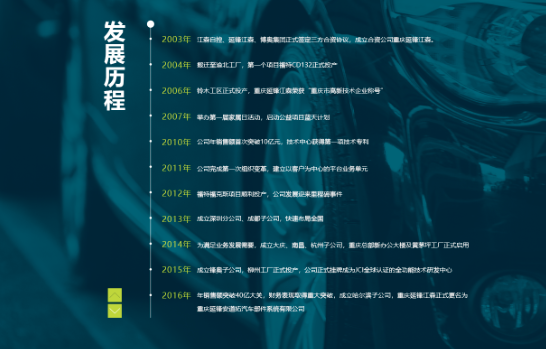 发展历程
2003年 江森自控、延锋江森、博奥集团正式签定三方合资协议，成立合资公司重庆延锋江森。
2004年 搬迁至渝北工厂，第一个项目福特CD132正式投产
2006年 铃木工区正式投产，重庆延锋江森荣获“重庆市高新技术企业称号”
2007年 举办第一届家属日活动，启动公益项目蓝天计划
2010年 公司年销售额首次突破10亿元，技术中心获得第一项技术专利
2011年 公司完成第一次组织变革，建立以客户为中心的平台业务单元
2012年 福特福克斯项目顺利投产，公司发展迎来里程碑事件
2013年 成立深圳分公司，成都子公司，快速布局全国
2014年 为满足业务发展需要，成立大庆、南昌、杭州子公司，重庆总部新办公大楼及黄茅坪工厂正式启用
2015年 成立锋奥子公司，柳州工厂正式投产，公司正式挂牌成为JCI全球认证的全功能技术研发中心
2016年 年销售额突破40亿大关，财务表现取得重大突破，成立哈尔滨子公司，重庆延锋江森正式更名为
重庆延锋安道拓汽车部件系统有限公司